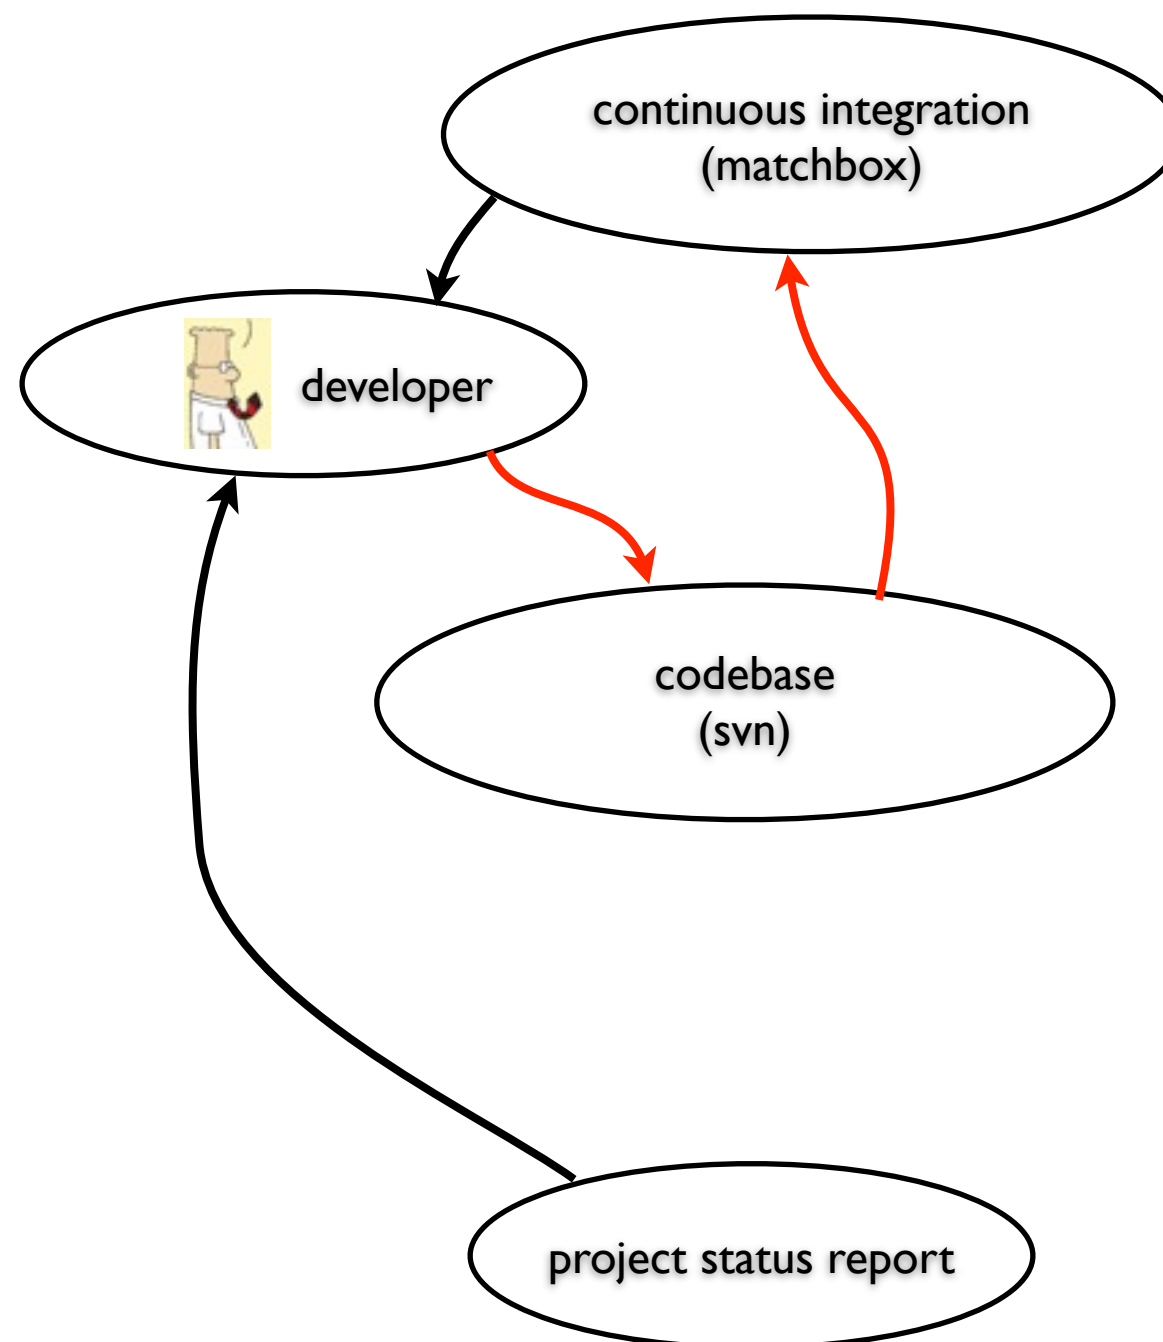 continuous integration
(matchbox)
developer
codebase
(svn)
project status report